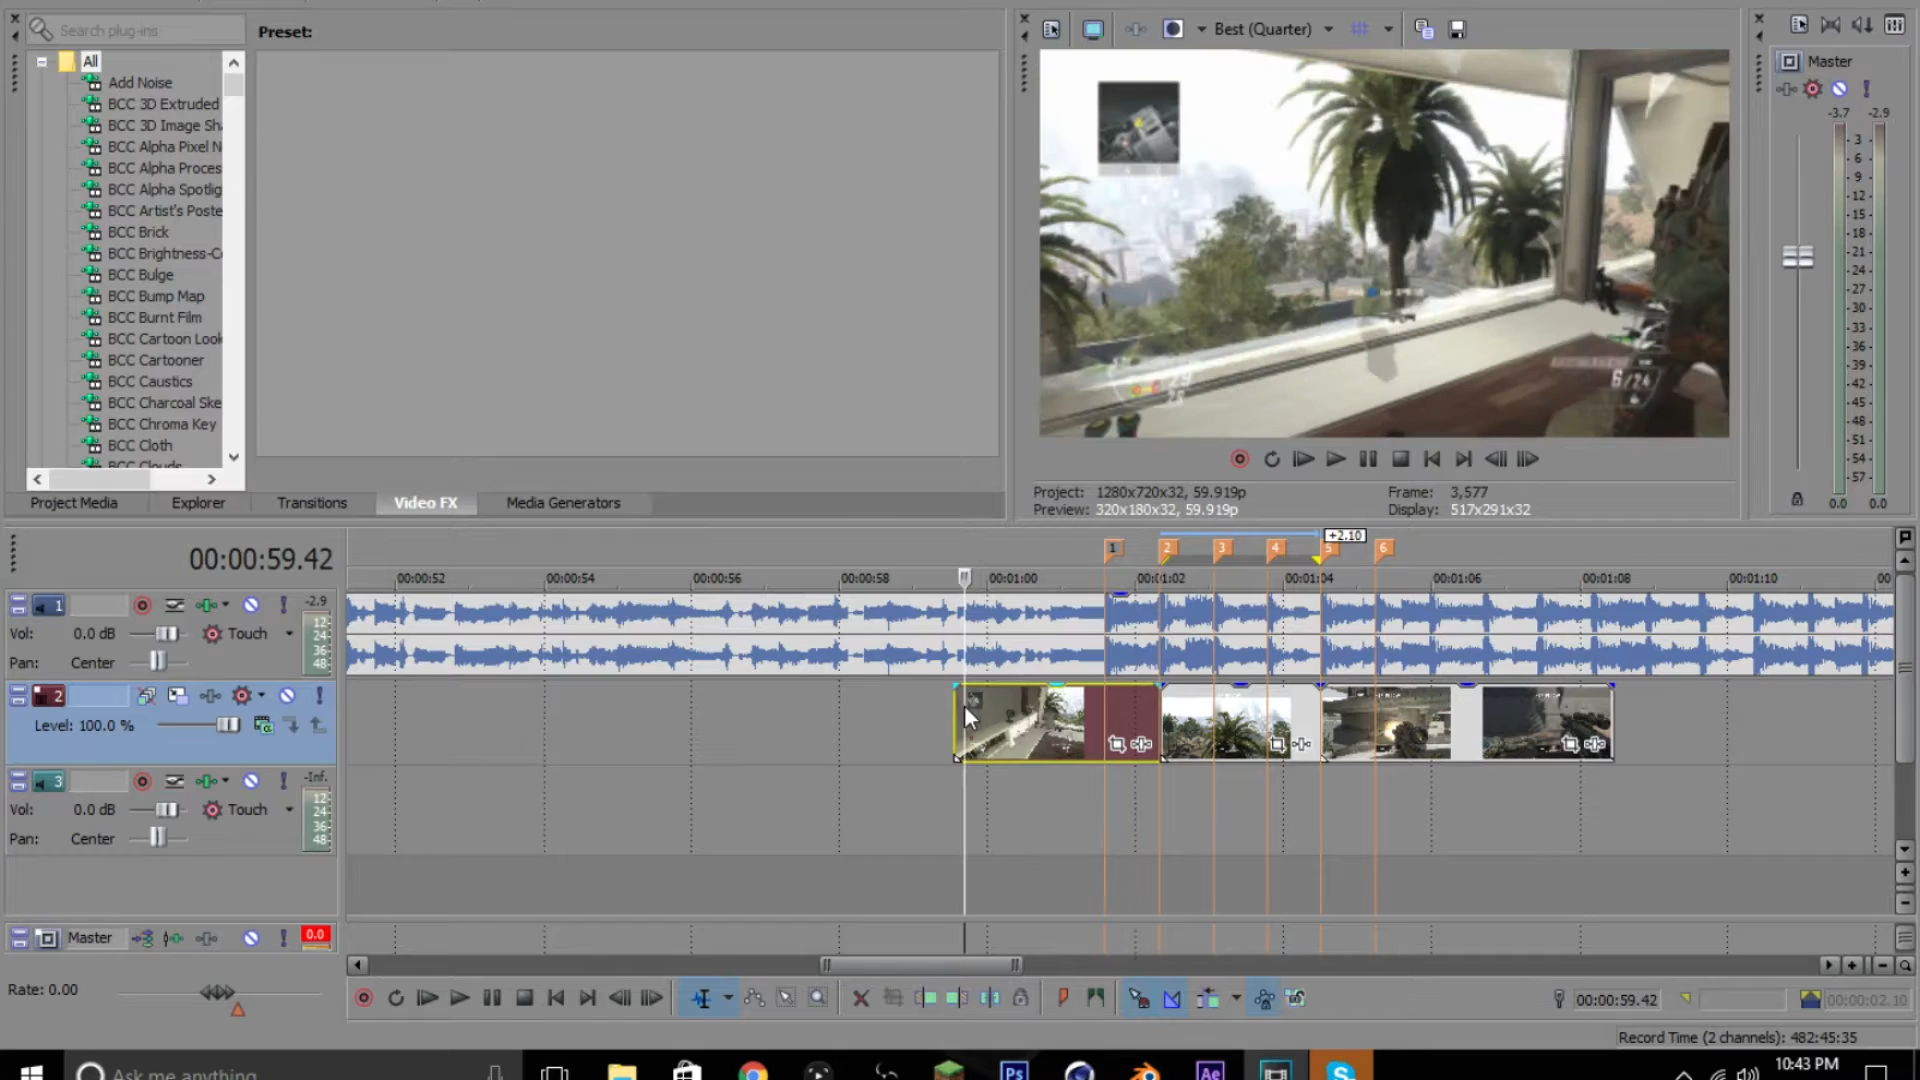 Search plug-ins
Preset:
All
Add Noise
BCC 3D Extruded
BCC 3D Image Sh
BCC Alpha Pixel N
BCC Alpha Proces
BCC Alpha Spotlig
BCC Artist's Poste
BCC Brick
BCC Brightness-C
BCC Bulge
BCC Bump Map
BCC Burnt Film
BCC Cartoon Look
BCC Cartooner
BCC Caustics
BCC Charcoal Ske
BCC Chroma Key
BCC Cloth
BCC Clouds
Project Media
Explorer
Transitions
Video FX
Media Generators
Best (Quarter)
6/24
Project: 1280x720x32, 59.919p
Preview: 320x180x32, 59.919p
Frame: 3,577
Display: 517x291x32
Master
-3.7 -2.9
3
6
9
12
15
18
21
24
27
30
33
36
39
42
45
48
51
54
57
0.0 0.0
00:00:59.42
+2.10
1 2 3 4 5 6
00:00:52 00:00:54 00:00:56 00:00:58 00:01:00 00:01:02 00:01:04 00:01:06 00:01:08 00:01:10 00
1
-2.9
Vol: 0.0 dB Touch
Pan: Center
12
24
36
48
2
Level: 100.0 %
3
-Inf.
Vol: 0.0 dB Touch
Pan: Center
12
24
36
48
Master 0.0
Rate: 0.00
00:00:59.42
00:00:02.10
Record Time (2 channels): 482:45:35
Ask me anything
Ps
Ae
S
10:43 PM